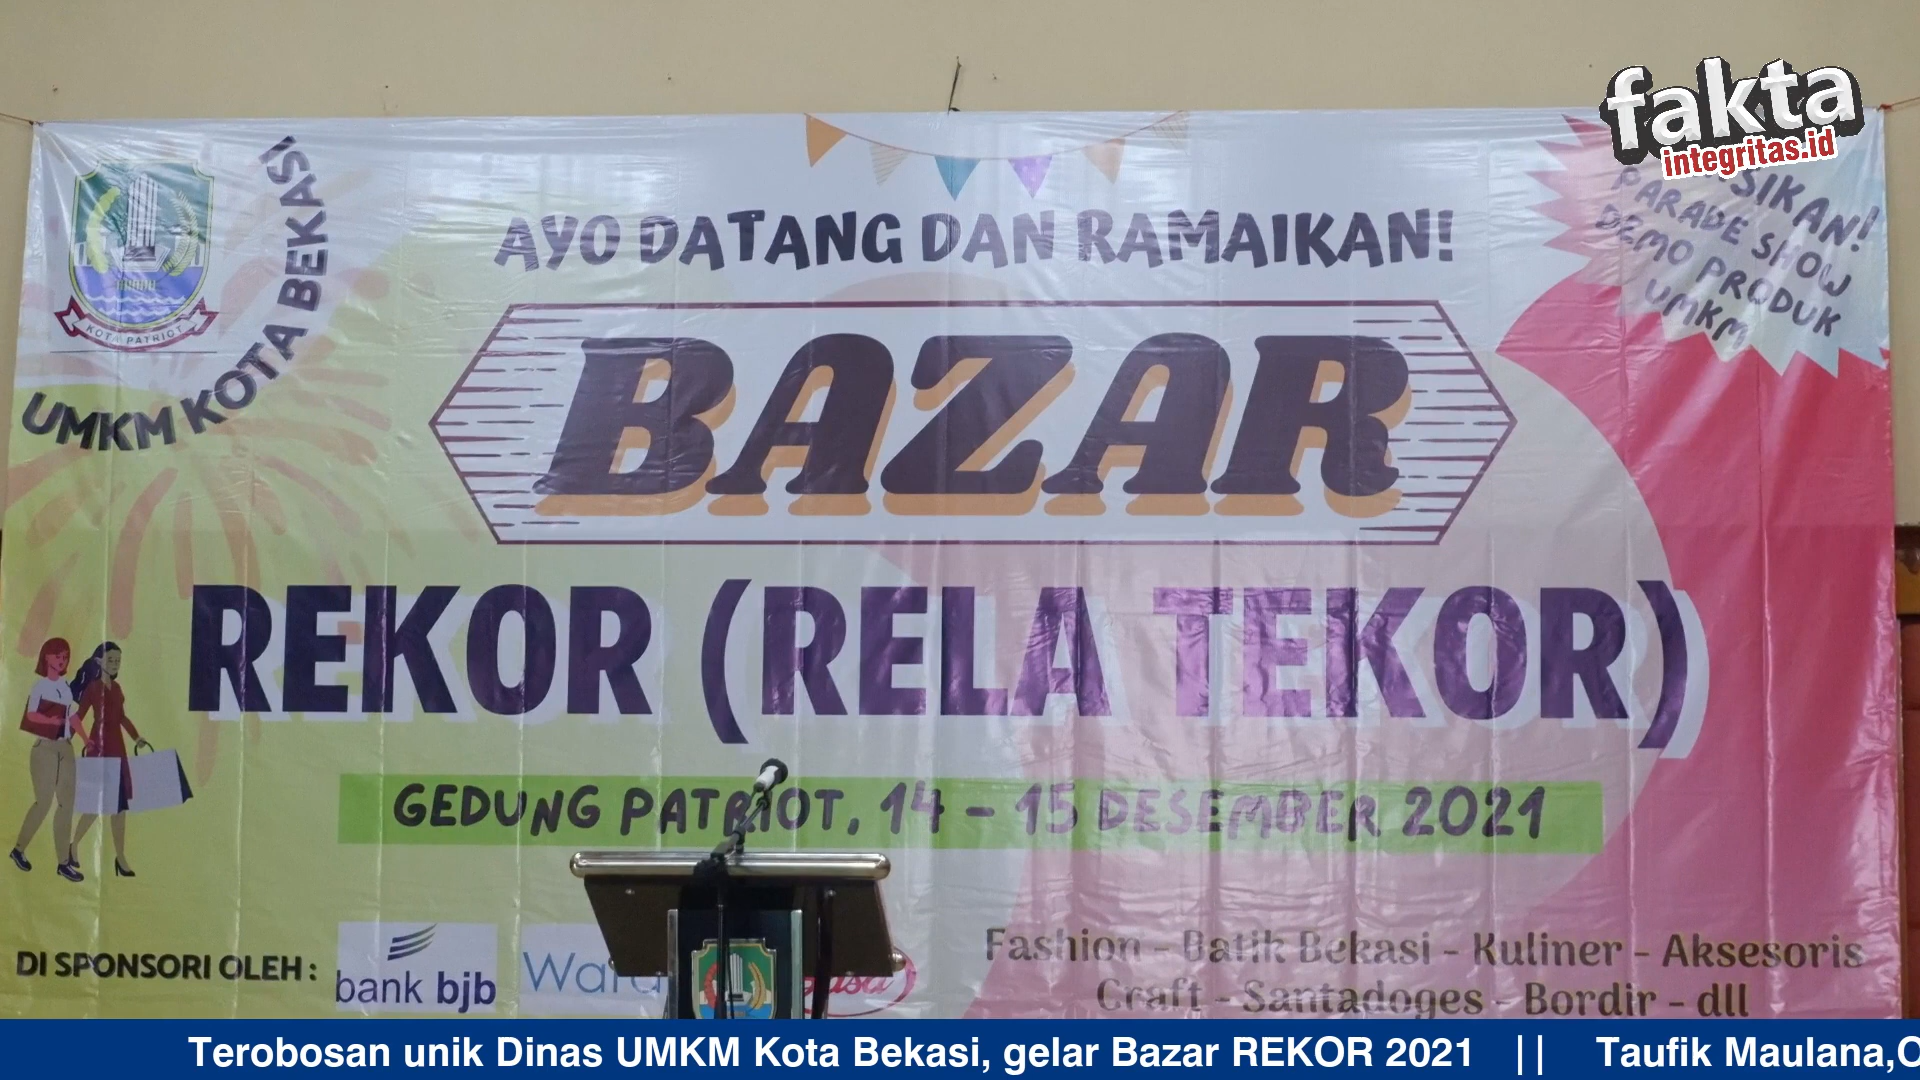 fakta
integritas.id
KOTA PATRIOT
UMKM KOTA BEKASI
AYO DATANG DAN RAMAIKAN!
PARADE SHOW
DEMO PRODUK
UMKM
BAZAR
REKOR (RELA TEKOR)
GEDUNG PATRIOT, 14 - 15 DESEMBER 2021
DI SPONSORI OLEH :
bank bjb
Fashion - Batik Bekasi - Kuliner - Aksesoris
Craft - Santadoges - Bordir - dll
Terobosan unik Dinas UMKM Kota Bekasi, gelar Bazar REKOR 2021 || Taufik Maulana,